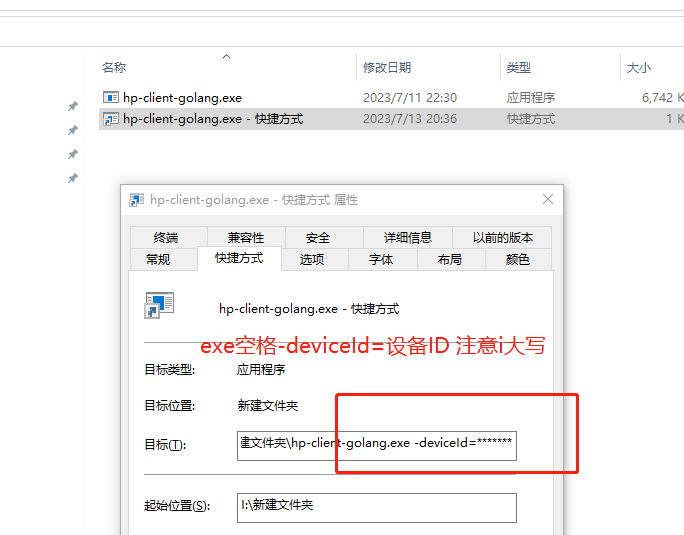 名称 修改日期 类型 大小
hp-client-golang.exe 2023/7/11 22:30 应用程序 6,742 K
hp-client-golang.exe - 快捷方式 2023/7/13 20:36 快捷方式 1 K
hp-client-golang.exe - 快捷方式 属性
终端 兼容性 安全 详细信息 以前的版本
常规 快捷方式 选项 字体 布局 颜色
hp-client-golang.exe - 快捷方式
exe空格-deviceId=设备ID 注意i大写
目标类型: 应用程序
目标位置: 新建文件夹
目标(T): 建文件夹\hp-client-golang.exe -deviceId=*******
起始位置(S): I:\新建文件夹